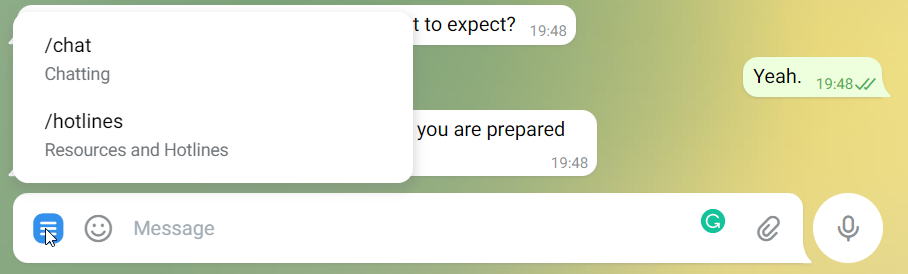 t to expect?
19:48
/chat
Chatting
Yeah.
19:48
/hotlines
Resources and Hotlines
you are prepared
19:48
Message